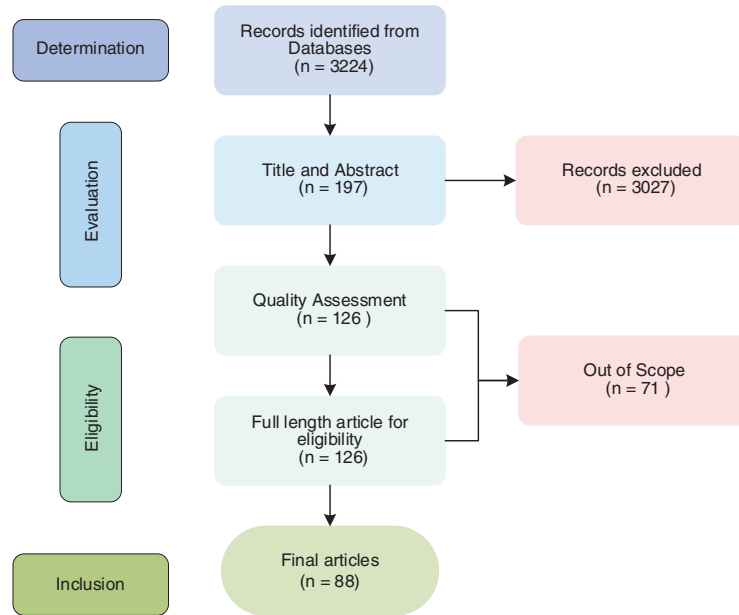 Determination
Records identified from
Databases
(n = 3224)
Evaluation
Title and Abstract
(n = 197)
Records excluded
(n = 3027)
Eligibility
Quality Assessment
(n = 126 )
Out of Scope
(n = 71 )
Full length article for
eligibility
(n = 126)
Inclusion
Final articles
(n = 88)